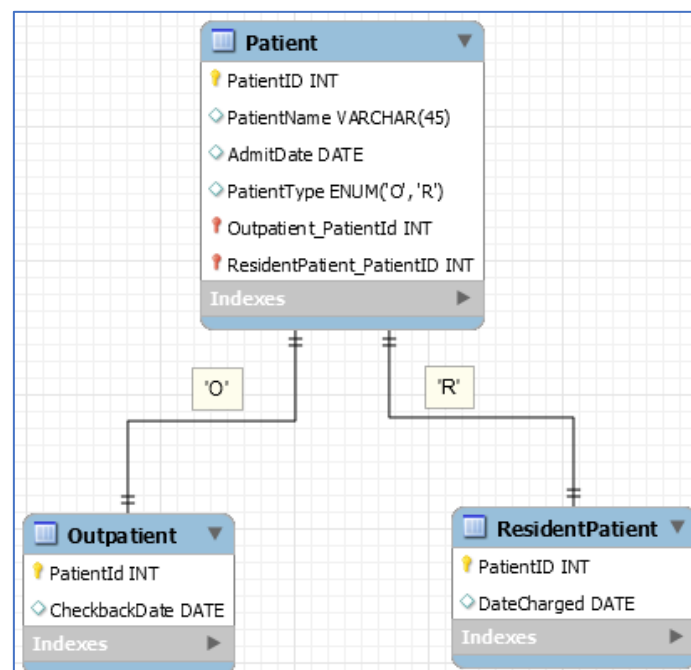 Patient
PatientID INT
PatientName VARCHAR(45)
AdmitDate DATE
PatientType ENUM('O', 'R')
Outpatient_PatientId INT
ResidentPatient_PatientID INT
Indexes
'O'
'R'
Outpatient
PatientId INT
CheckbackDate DATE
Indexes
ResidentPatient
PatientID INT
DateCharged DATE
Indexes